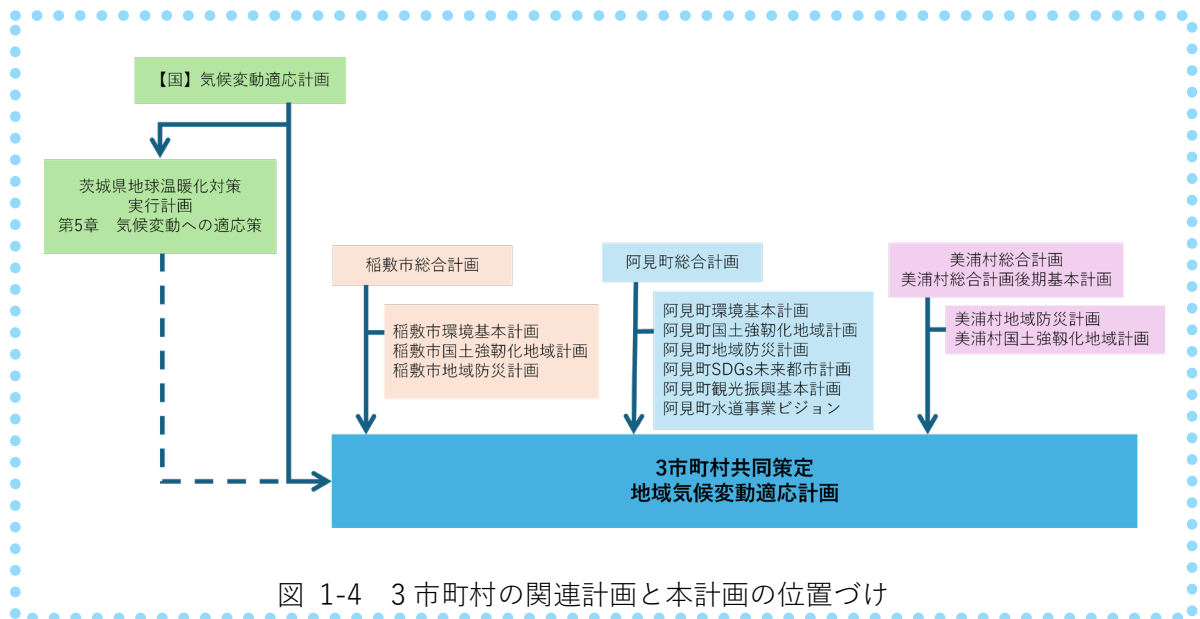 【国】気候変動適応計画
茨城県地球温暖化対策
実行計画
第5章　気候変動への適応策
稲敷市総合計画
稲敷市環境基本計画
稲敷市国土強靭化地域計画
稲敷市地域防災計画
阿見町総合計画
阿見町環境基本計画
阿見町国土強靭化地域計画
阿見町地域防災計画
阿見町SDGs未来都市計画
阿見町観光振興基本計画
阿見町水道事業ビジョン
美浦村総合計画
美浦村総合計画後期基本計画
美浦村地域防災計画
美浦村国土強靭化地域計画
3市町村共同策定
地域気候変動適応計画
図 1-4　3 市町村の関連計画と本計画の位置づけ